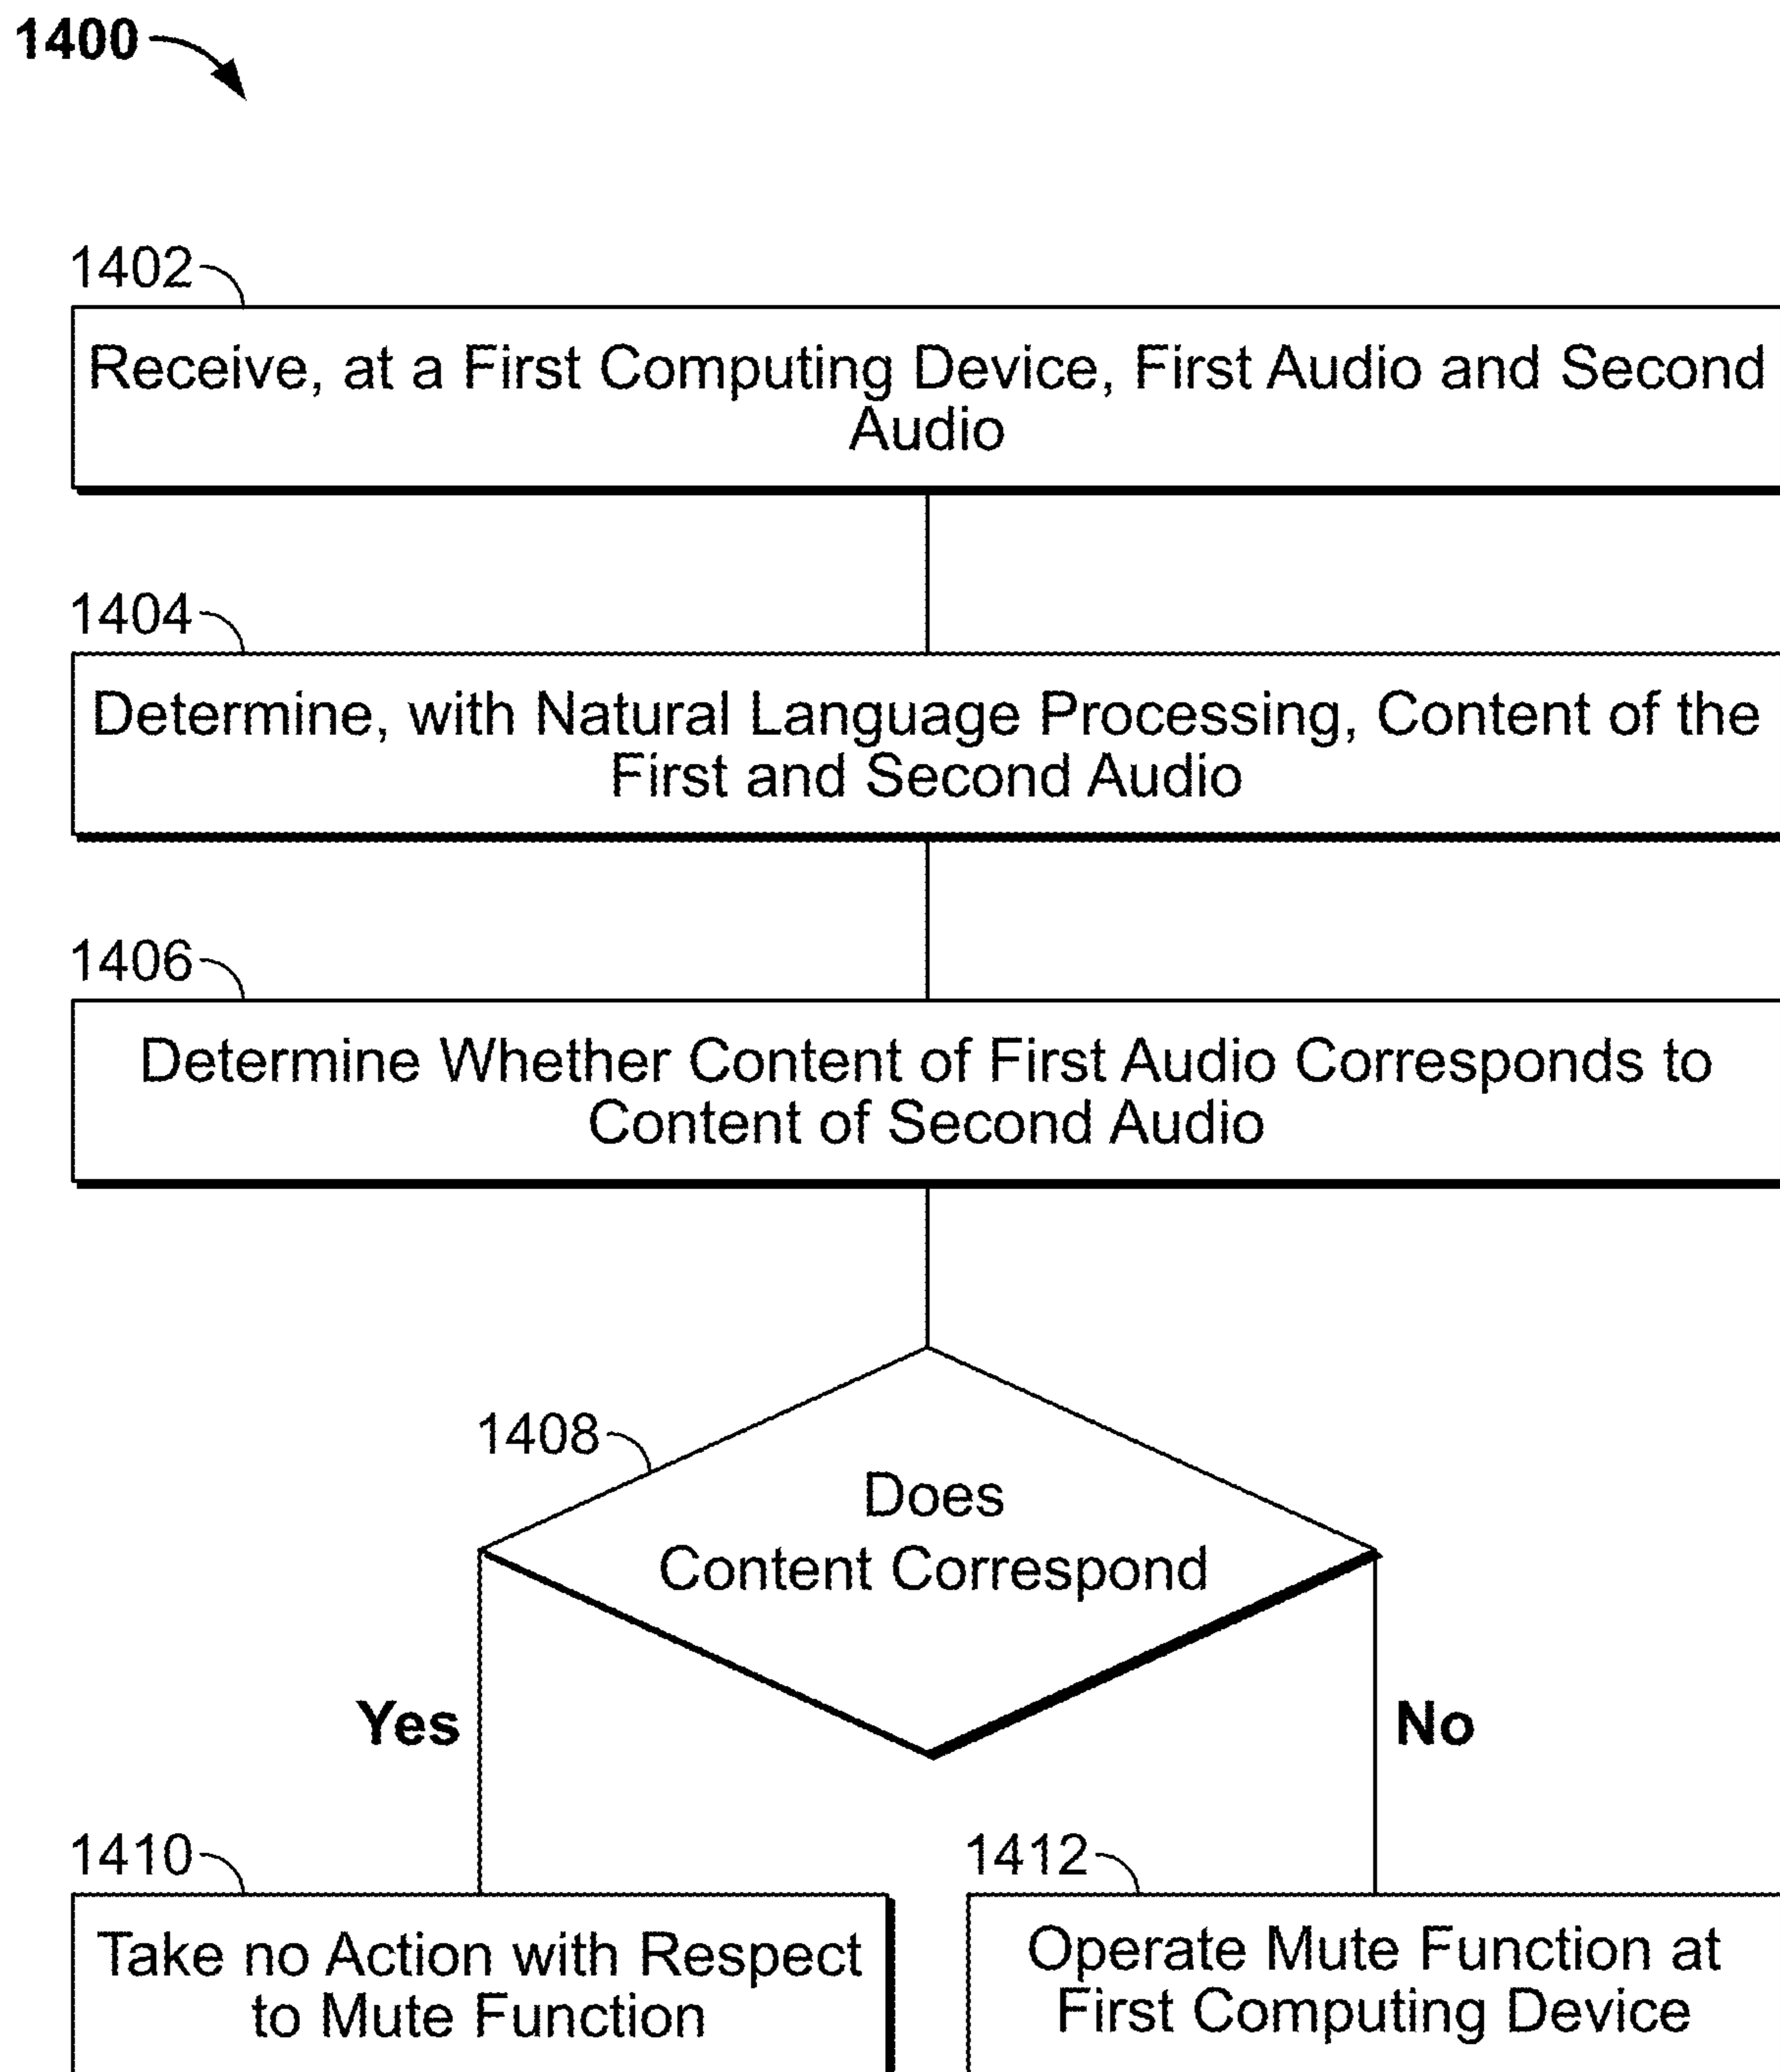 1400
1402
Receive, at a First Computing Device, First Audio and Second
Audio
1404
Determine, with Natural Language Processing, Content of the
First and Second Audio
1406
Determine Whether Content of First Audio Corresponds to
Content of Second Audio
1408
Does
Content Correspond
Yes
No
1410
Take no Action with Respect
to Mute Function
1412
Operate Mute Function at
First Computing Device